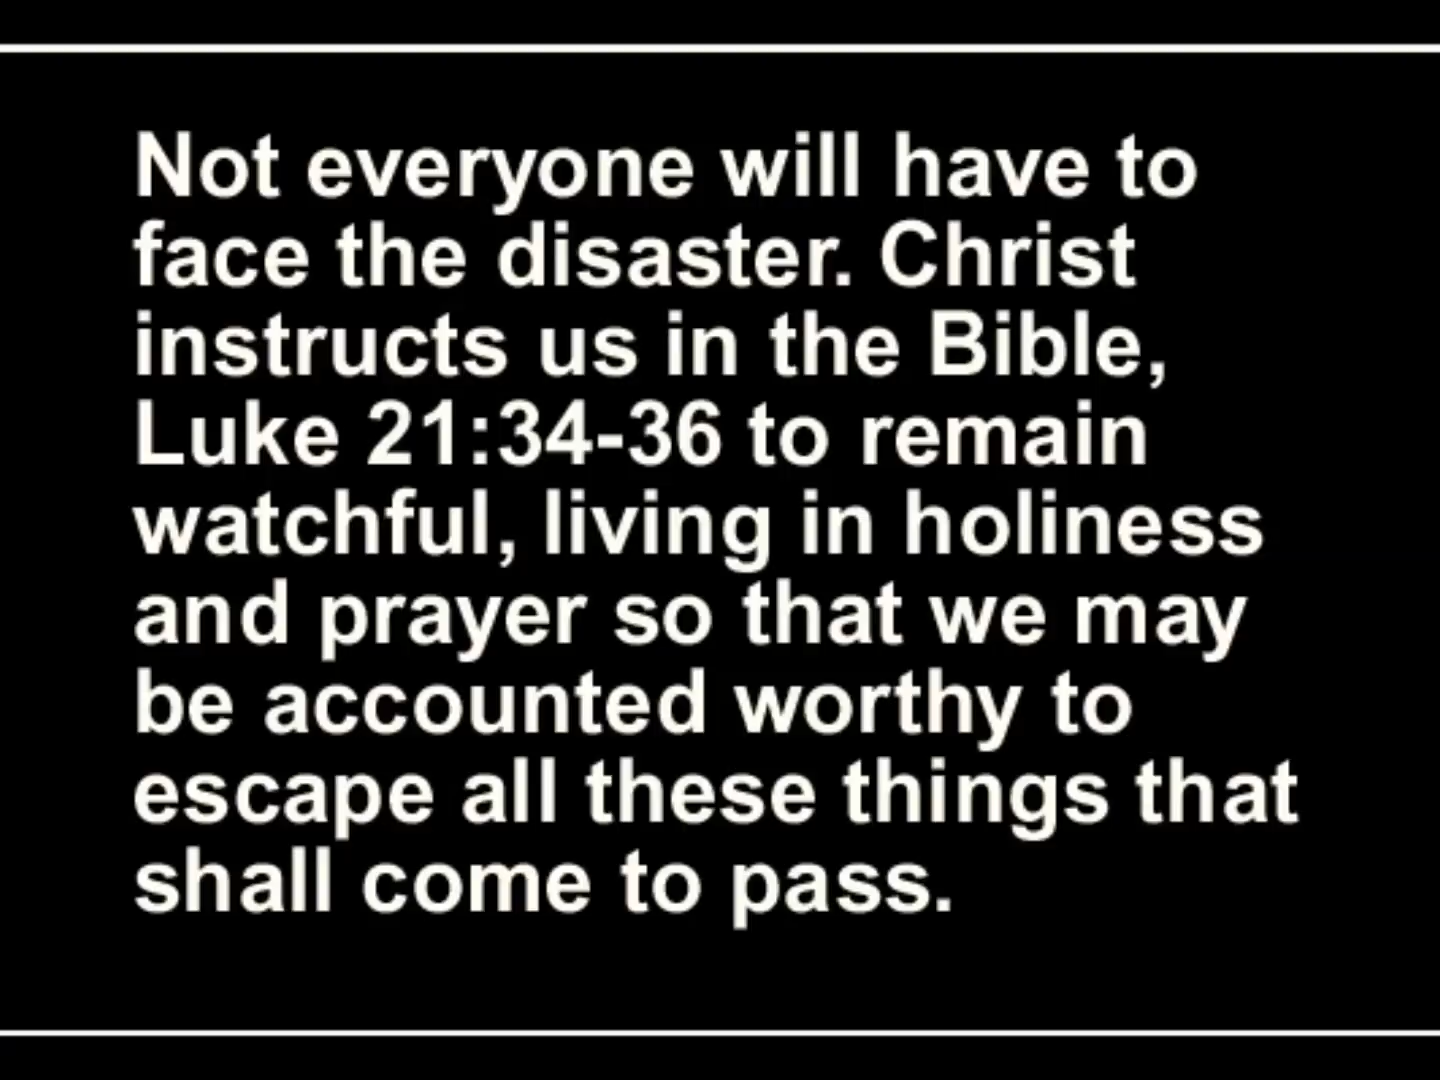 Not everyone will have to
face the disaster. Christ
instructs us in the Bible,
Luke 21:34-36 to remain
watchful, living in holiness
and prayer so that we may
be accounted worthy to
escape all these things that
shall come to pass.